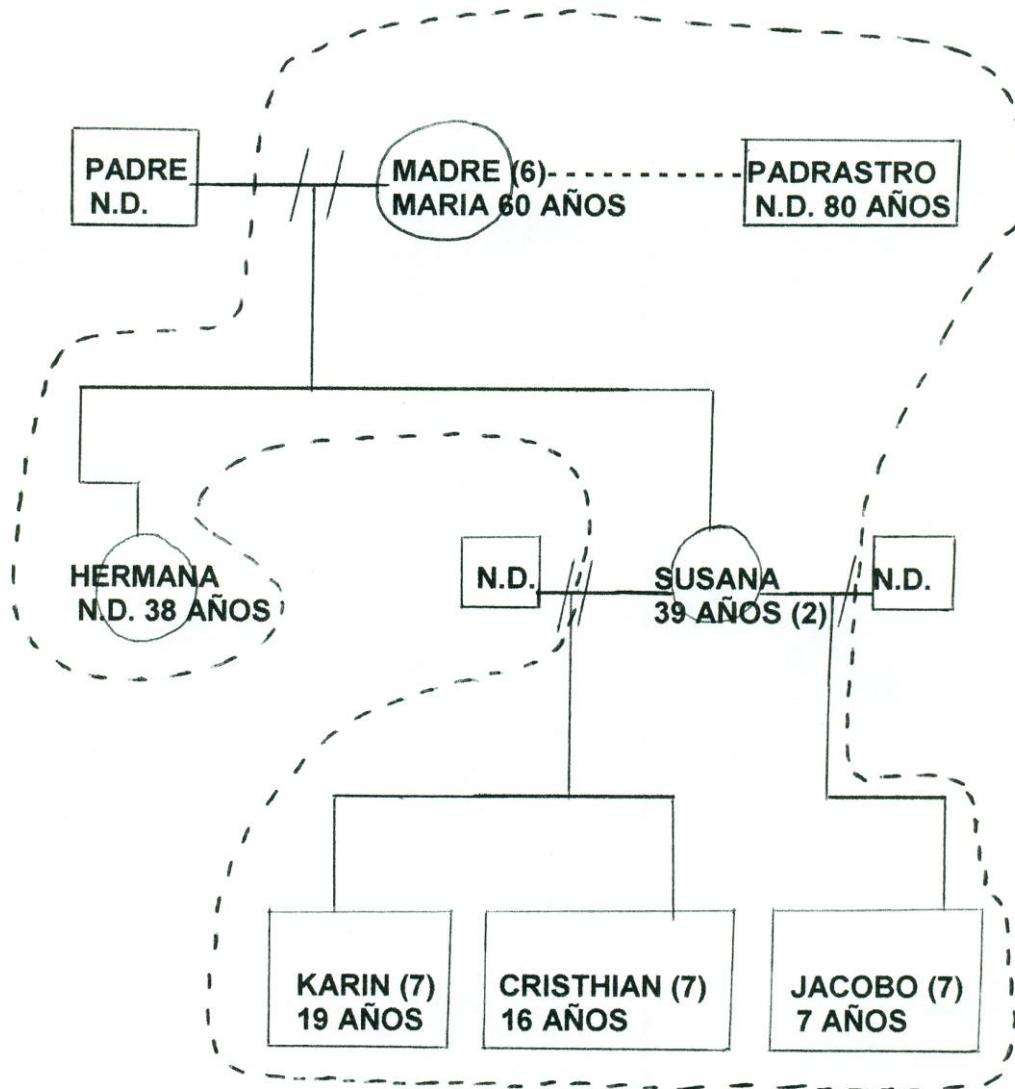 PADRE
N.D.
MADRE (6)
MARIA 60 AÑOS
PADRASTRO
N.D. 80 AÑOS
HERMANA
N.D. 38 AÑOS
N.D.
SUSANA
39 AÑOS (2)
N.D.
KARIN (7)
19 AÑOS
CRISTHIAN (7)
16 AÑOS
JACOBO (7)
7 AÑOS